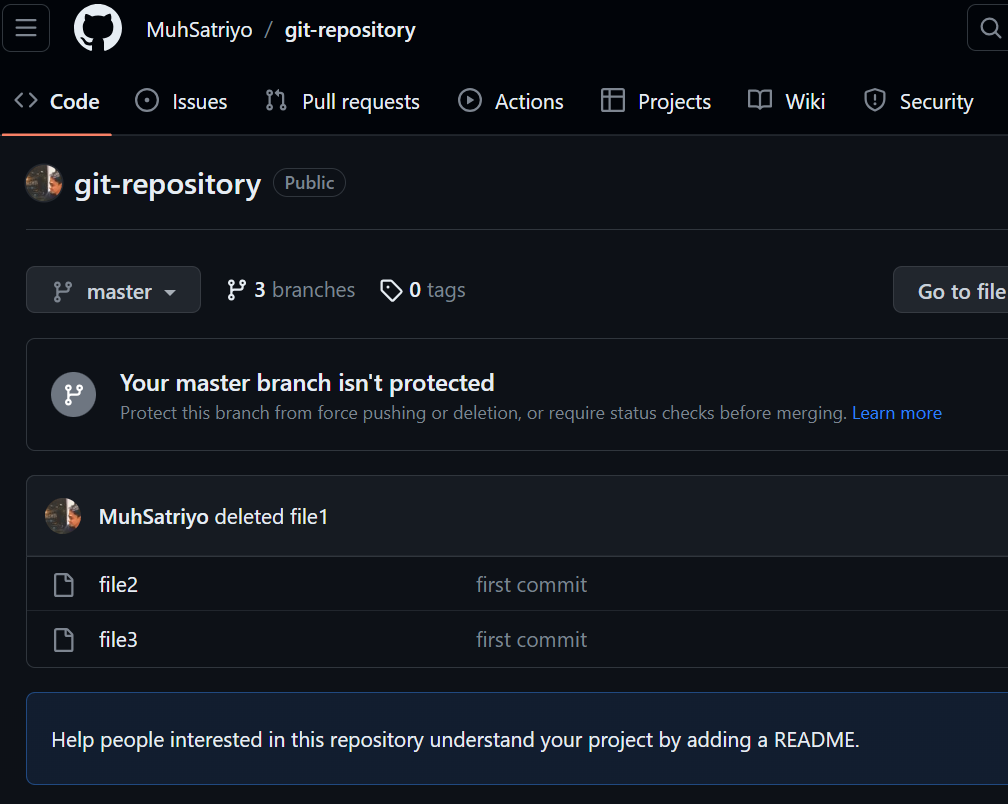 MuhSatriyo / git-repository
Code Issues Pull requests Actions Projects Wiki Security
git-repository Public
master 3 branches 0 tags Go to file
Your master branch isn't protected
Protect this branch from force pushing or deletion, or require status checks before merging. Learn more
MuhSatriyo deleted file1
file2 first commit
file3 first commit
Help people interested in this repository understand your project by adding a README.